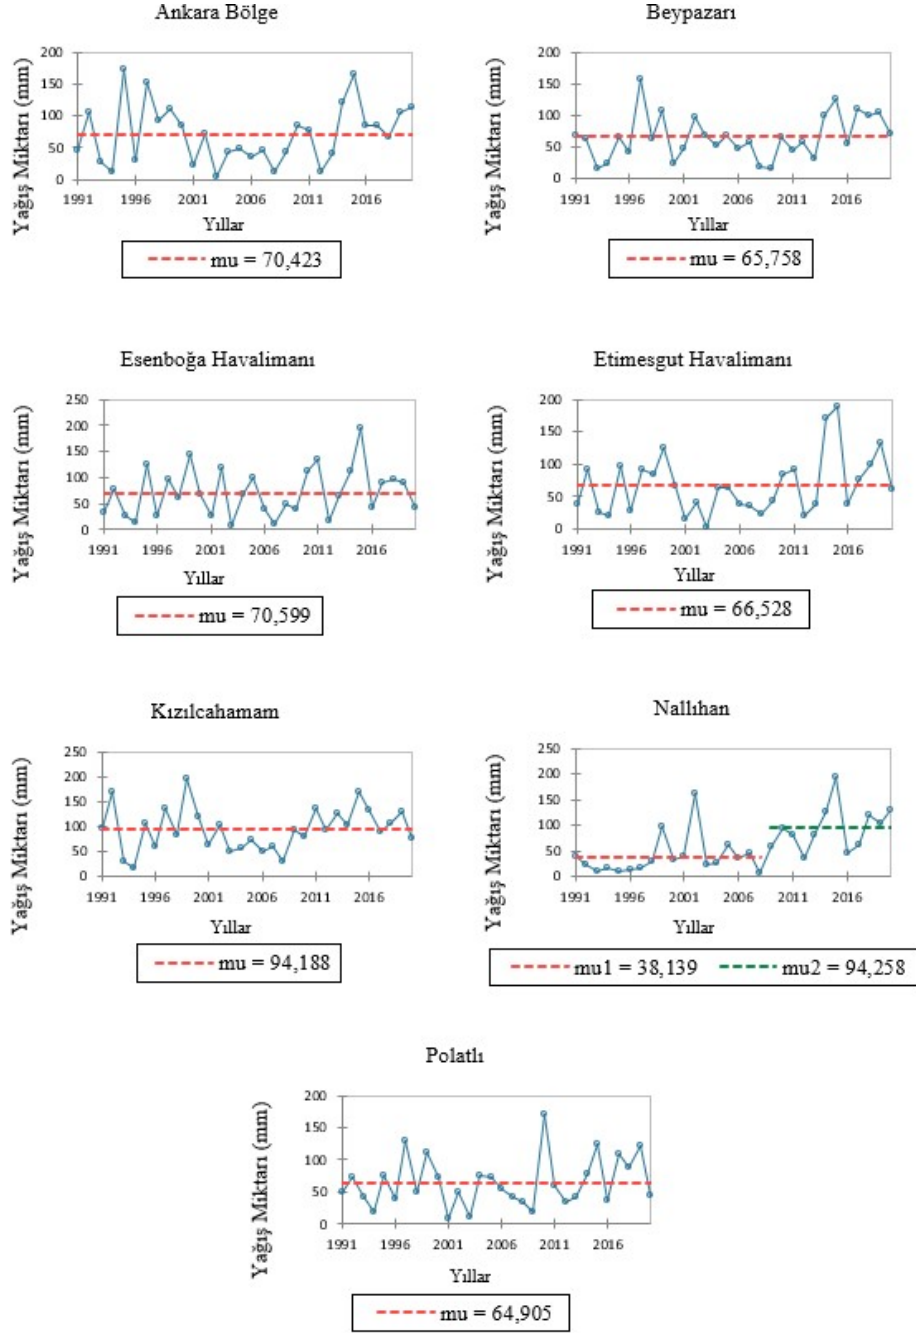 Ankara Bölge
Yağış Miktarı (mm)
200
150
100
50
0
1991 1996 2001 2006 2011 2016
Yıllar
mu = 70,423
Beypazarı
Yağış Miktarı (mm)
200
150
100
50
0
1991 1996 2001 2006 2011 2016
Yıllar
mu = 65,758
Esenboğa Havalimanı
Yağış Miktarı (mm)
250
200
150
100
50
0
1991 1996 2001 2006 2011 2016
Yıllar
mu = 70,599
Etimesgut Havalimanı
Yağış Miktarı (mm)
200
150
100
50
0
1991 1996 2001 2006 2011 2016
Yıllar
mu = 66,528
Kızılcahamam
Yağış Miktarı (mm)
250
200
150
100
50
0
1991 1996 2001 2006 2011 2016
Yıllar
mu = 94,188
Nallıhan
Yağış Miktarı (mm)
250
200
150
100
50
0
1991 1996 2001 2006 2011 2016
Yıllar
mu1 = 38,139 mu2 = 94,258
Polatlı
Yağış Miktarı (mm)
200
150
100
50
0
1991 1996 2001 2006 2011 2016
Yıllar
mu = 64,905